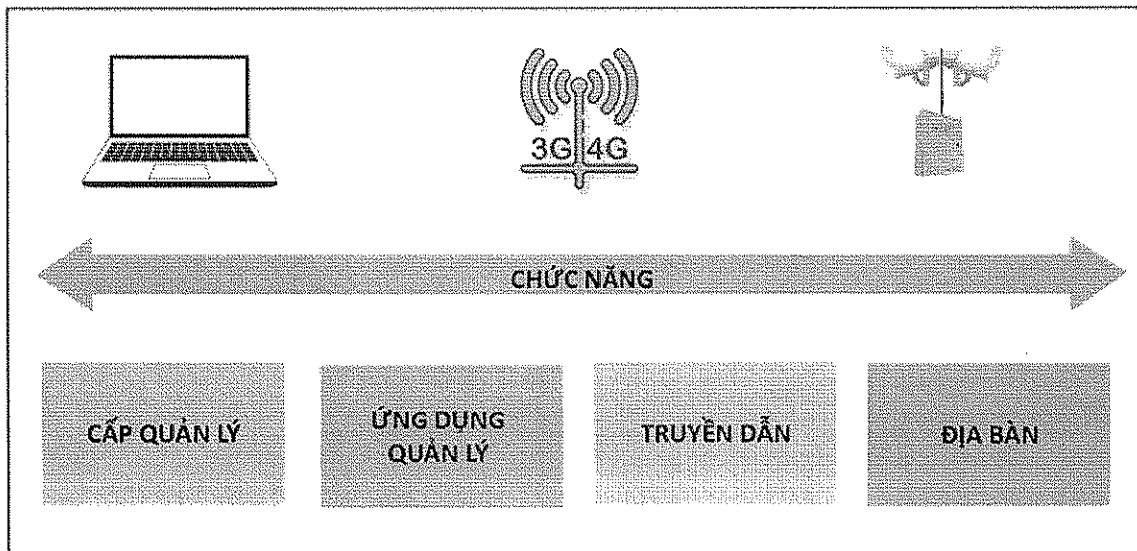 3G 4G
CHỨC NĂNG
CẤP QUẢN LÝ
ỨNG DỤNG
QUẢN LÝ
TRUYỀN DẪN
ĐỊA BÀN